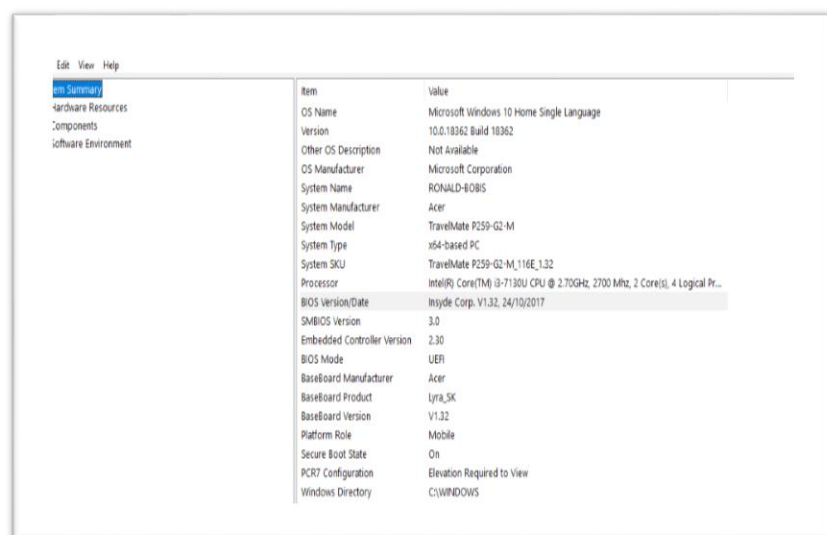 Edit View Help
em Summary
Hardware Resources
Components
Software Environment
Item Value
OS Name Microsoft Windows 10 Home Single Language
Version 10.0.18362 Build 18362
Other OS Description Not Available
OS Manufacturer Microsoft Corporation
System Name RONALD-BOBIS
System Manufacturer Acer
System Model TravelMate P259-G2-M
System Type x64-based PC
System SKU TravelMate P259-G2-M_116E_1.32
Processor Intel(R) Core(TM) i3-7130U CPU @ 2.70GHz, 2700 Mhz, 2 Core(s), 4 Logical Pr...
BIOS Version/Date Insyde Corp. V1.32, 24/10/2017
SMBIOS Version 3.0
Embedded Controller Version 2.30
BIOS Mode UEFI
BaseBoard Manufacturer Acer
BaseBoard Product Lyra_SK
BaseBoard Version V1.32
Platform Role Mobile
Secure Boot State On
PCR7 Configuration Elevation Required to View
Windows Directory C:\WINDOWS